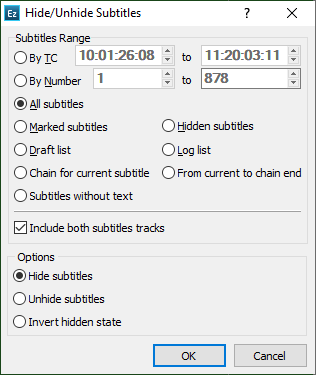 Ez Hide/Unhide Subtitles
Subtitles Range
By TC 10:01:26:08 to 11:20:03:11
By Number 1 to 878
All subtitles
Marked subtitles Hidden subtitles
Draft list Log list
Chain for current subtitle From current to chain end
Subtitles without text
Include both subtitles tracks
Options
Hide subtitles
Unhide subtitles
Invert hidden state
OK Cancel